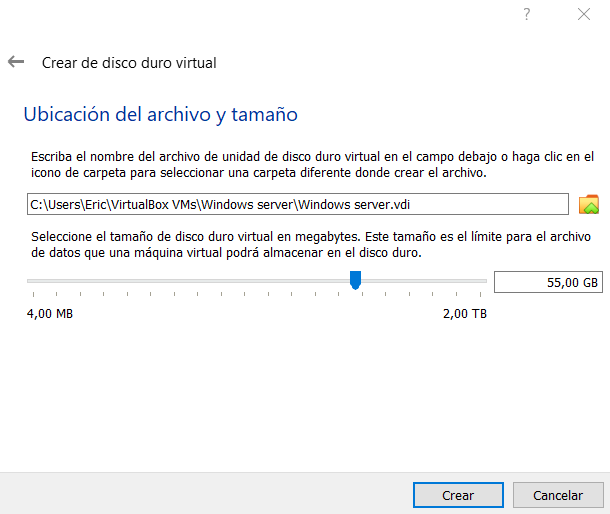 ?
Crear de disco duro virtual
Ubicación del archivo y tamaño
Escriba el nombre del archivo de unidad de disco duro virtual en el campo debajo o haga clic en el
icono de carpeta para seleccionar una carpeta diferente donde crear el archivo.
C:\Users\Eric\VirtualBox VMs\Windows server\Windows server.vdi
Seleccione el tamaño de disco duro virtual en megabytes. Este tamaño es el límite para el archivo
de datos que una máquina virtual podrá almacenar en el disco duro.
55,00 GB
4,00 MB 2,00 TB
Crear Cancelar